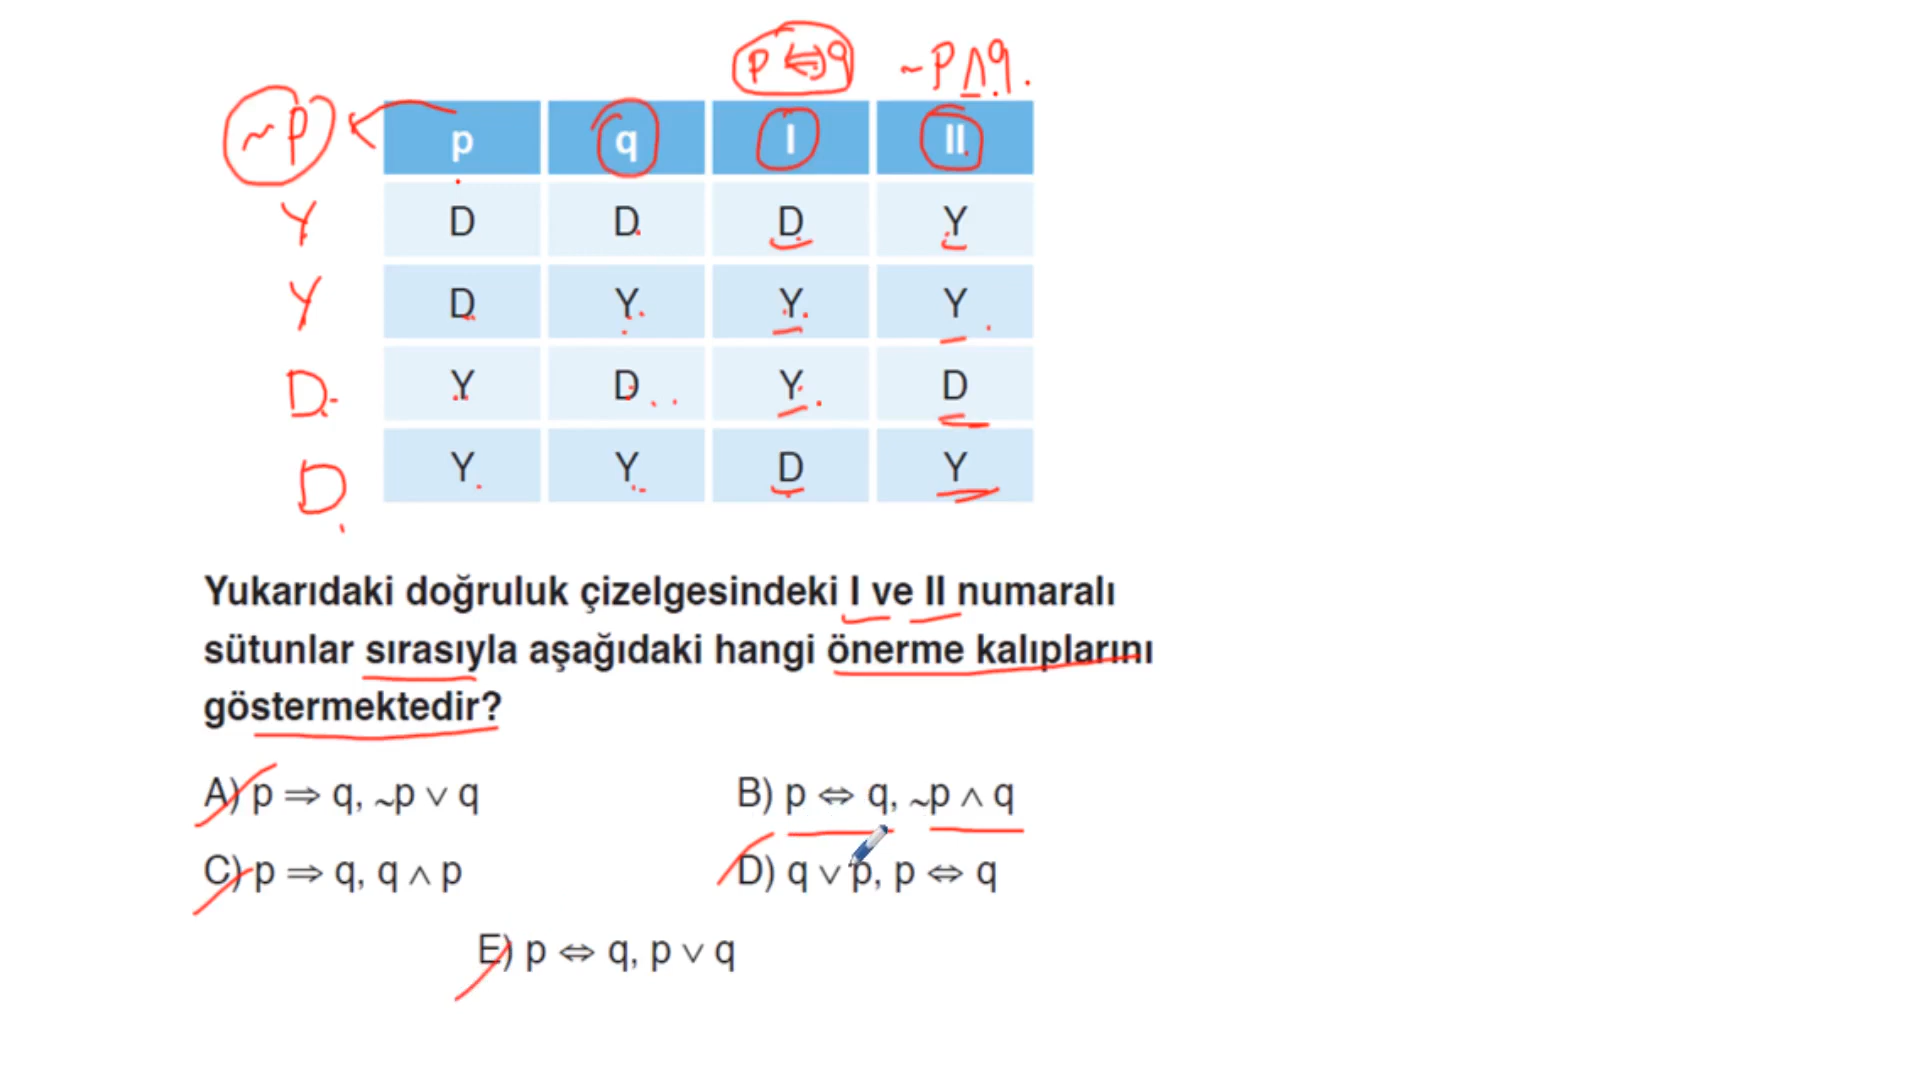 p ⇔ q ~p ∧ q.
~p p q I II
Y D D D Y
Y D Y Y Y
D Y D Y D
D Y Y D Y
Yukarıdaki doğruluk çizelgesindeki I ve II numaralı
sütunlar sırasıyla aşağıdaki hangi önerme kalıplarını
göstermektedir?
A) p ⇒ q, ~p ∨ q B) p ⇔ q, ~p ∧ q
C) p ⇒ q, q ∧ p D) q ∨ p, p ⇔ q
E) p ⇔ q, p ∨ q